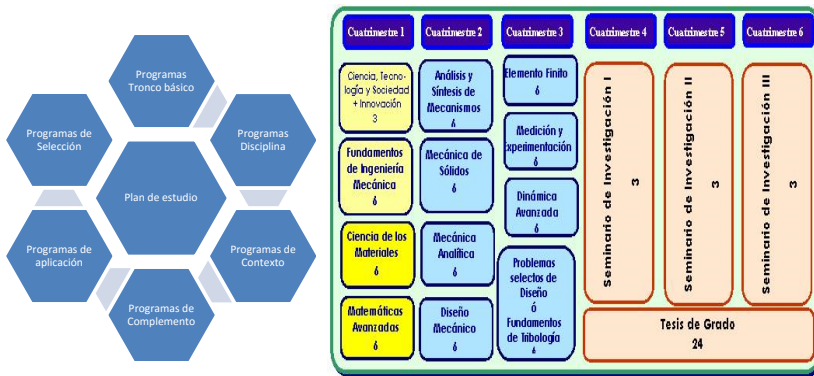 Programas
Tronco básico
Programas de
Selección
Programas
Disciplina
Plan de estudio
Programas de
aplicación
Programas de
Contexto
Programas de
Complemento
Cuatrimestre 1
Cuatrimestre 2
Cuatrimestre 3
Cuatrimestre 4
Cuatrimestre 5
Cuatrimestre 6
Ciencia, Tecno-
logía y Sociedad
+ Innovación
3
Fundamentos
de Ingeniería
Mecánica
6
Ciencia de los
Materiales
6
Matemáticas
Avanzadas
6
Análisis y
Síntesis de
Mecanismos
6
Mecánica de
Sólidos
6
Mecánica
Analítica
6
Diseño
Mecánico
6
Elemento Finito
6
Medición y
Experimentación
6
Dinámica
Avanzada
6
Problemas
selectos de
Diseño
ó
Fundamentos
de Tribología
6
Seminario de Investigación I
3
Seminario de Investigación II
3
Seminario de Investigación III
3
Tesis de Grado
24